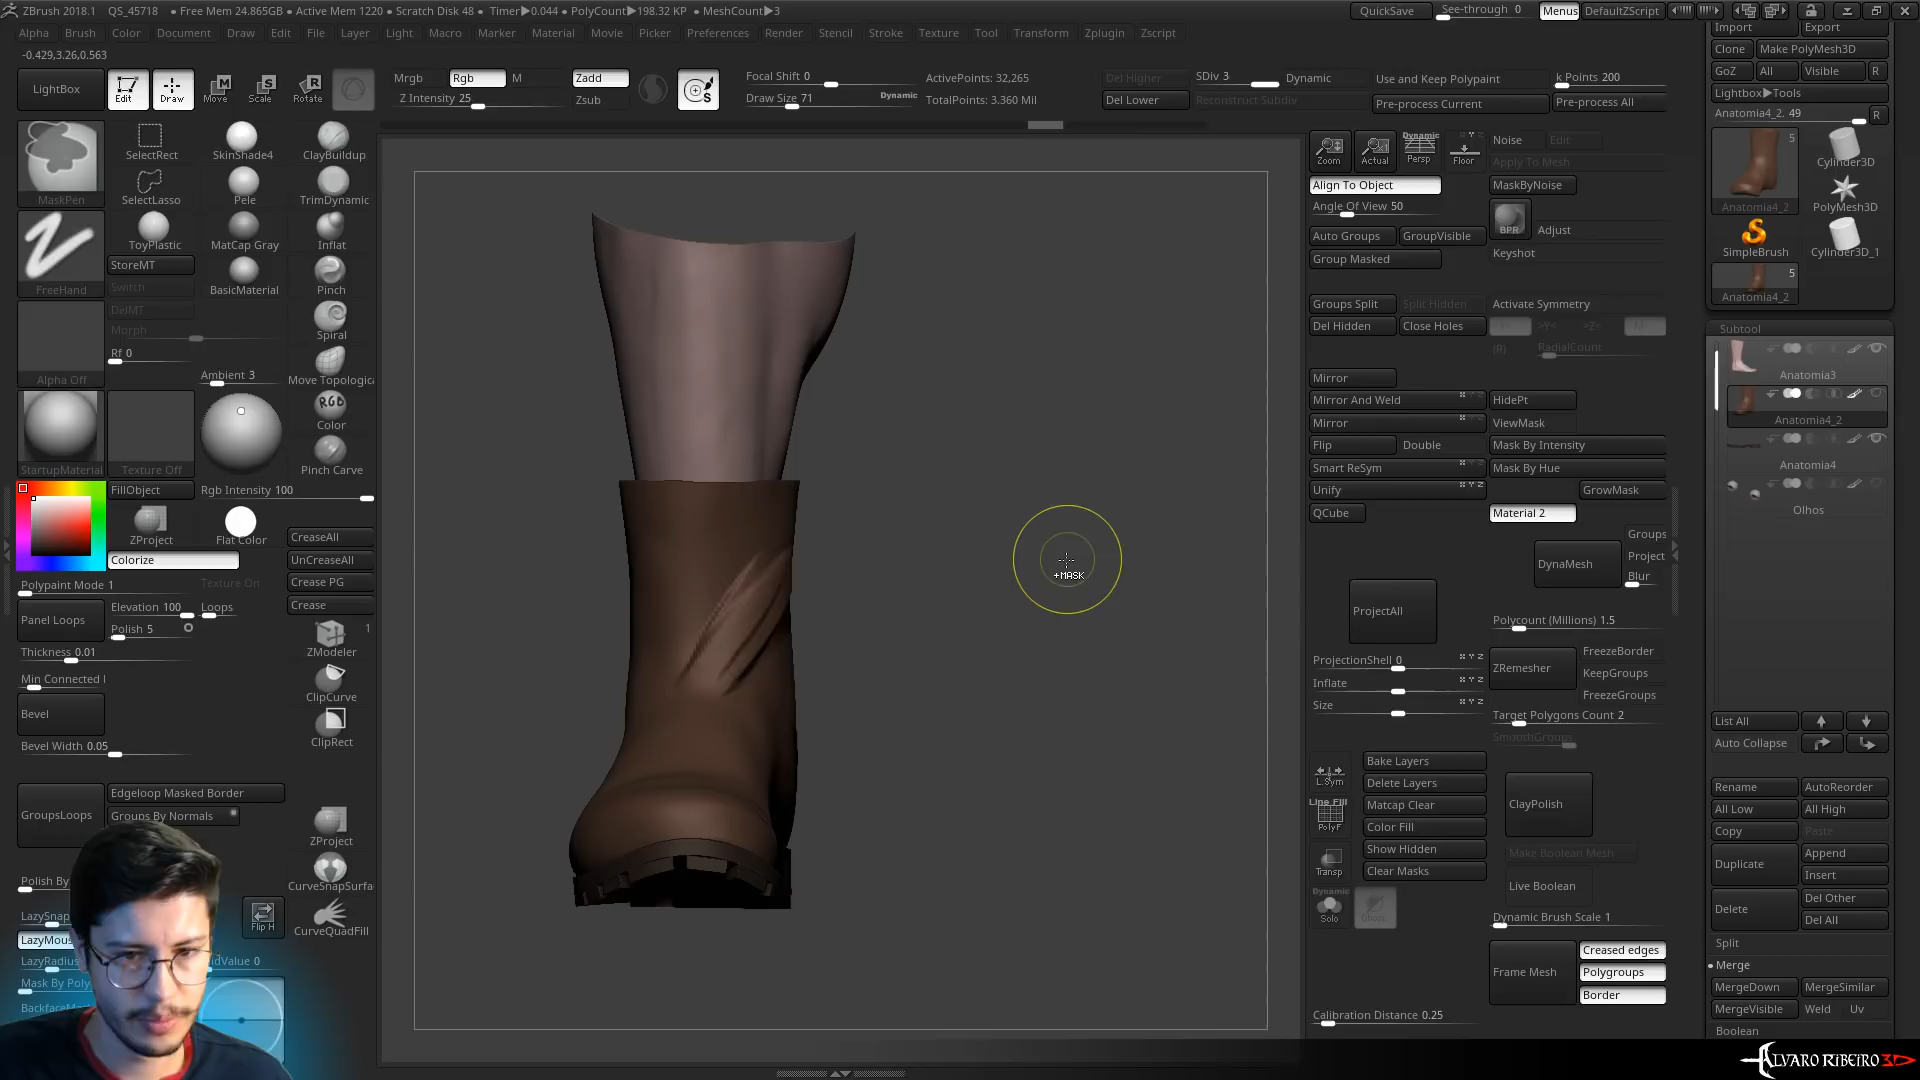 ZBrush 2018.1 QS_45718 • Free Mem 24.865GB • Active Mem 1220 • Scratch Disk 48 • Timer▶0.044 • PolyCount▶198.32 KP • MeshCount▶3 QuickSave See-through 0 Menus DefaultZScript
Alpha Brush Color Document Draw Edit File Layer Light Macro Marker Material Movie Picker Preferences Render Stencil Stroke Texture Tool Transform Zplugin Zscript
-0.429,3.26,0.563
LightBox
Edit
Draw
Move
Scale
Rotate
Mrgb Rgb M
Z Intensity 25
Zadd
Zsub
Focal Shift 0
Draw Size 71
Dynamic
ActivePoints: 32,265
TotalPoints: 3.360 Mil
Del Higher
Del Lower
SDiv 3 Dynamic
Reconstruct Subdiv
Use and Keep Polypaint
k Points 200
Pre-process Current
Pre-process All
MaskPen
SelectRect
SkinShade4
ClayBuildup
SelectLasso
Pele
TrimDynamic
FreeHand
ToyPlastic
MatCap Gray
Inflat
StoreMT
Switch
BasicMaterial
Pinch
DelMT
Morph
Spiral
Rf 0
Alpha Off
Ambient 3
Move Topologica
RGB
Color
StartupMaterial
Texture Off
Pinch Carve
FillObject
Rgb Intensity 100
ZProject
Flat Color
Colorize
CreaseAll
UnCreaseAll
Polypaint Mode 1
Texture On
Crease PG
Panel Loops
Elevation 100
Loops
Crease
Polish 5
ZModeler
1
Thickness 0.01
Min Connected
ClipCurve
Bevel
ClipRect
Bevel Width 0.05
GroupsLoops
Edgeloop Masked Border
Groups By Normals
ZProject
Polish By
CurveSnapSurfa
LazySnap
LazyMous
Flip H
CurveQuadFill
LazyRadius
idValue 0
Mask By Poly
BackfaceMa
+MASK
Zoom
Actual
Dynamic
Persp
Floor
Noise
Edit
Apply To Mesh
Align To Object
MaskByNoise
Angle Of View 50
BPR
Adjust
Auto Groups
GroupVisible
Group Masked
Keyshot
Groups Split
Split Hidden
Activate Symmetry
Del Hidden
Close Holes
>Y<
>Z<
(R)
RadialCount
Mirror
Mirror And Weld
HidePt
Mirror
ViewMask
Flip
Double
Mask By Intensity
Smart ReSym
Mask By Hue
Unify
GrowMask
QCube
Material 2
Groups
Project
DynaMesh
Blur
ProjectAll
Polycount (Millions) 1.5
ProjectionShell 0
ZRemesher
FreezeBorder
KeepGroups
Inflate
FreezeGroups
Size
Target Polygons Count 2
SmoothGroups
L.Sym
Bake Layers
Delete Layers
Line Fill
PolyF
Matcap Clear
ClayPolish
Color Fill
Show Hidden
Make Boolean Mesh
Transp
Clear Masks
Live Boolean
Dynamic
Solo
Ghost
Dynamic Brush Scale 1
Frame Mesh
Creased edges
Polygroups
Border
Calibration Distance 0.25
Import
Export
Clone
Make PolyMesh3D
GoZ
All
Visible
R
Lightbox▶Tools
Anatomia4_2. 49
R
5
Anatomia4_2
Cylinder3D
PolyMesh3D
SimpleBrush
Cylinder3D_1
5
Anatomia4_2
Subtool
Anatomia3
Anatomia4_2
Anatomia4
Olhos
List All
Auto Collapse
Rename
AutoReorder
All Low
All High
Copy
Paste
Duplicate
Append
Insert
Delete
Del Other
Del All
Split
Merge
MergeDown
MergeSimilar
MergeVisible
Weld
Uv
Boolean
ALVARO RIBEIRO 3D